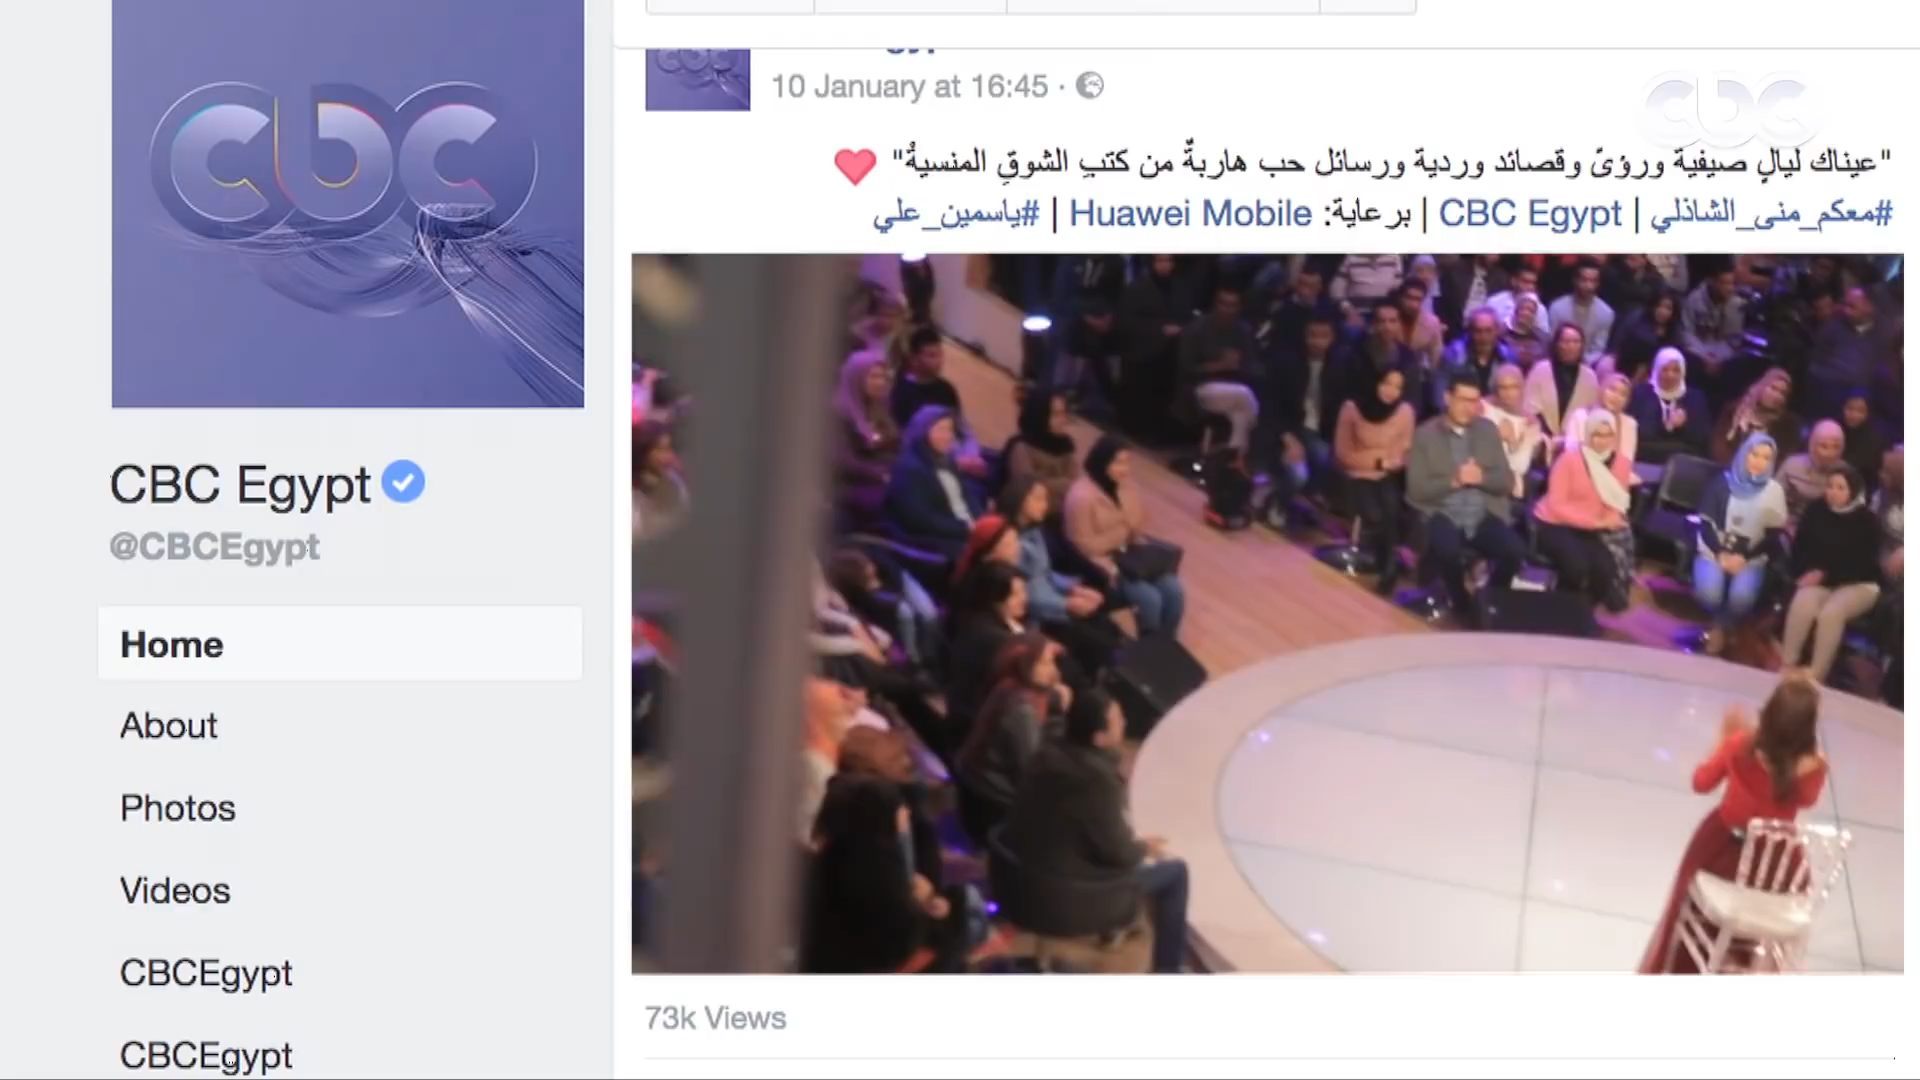 cbc
CBC Egypt
@CBCEgypt
Home
About
Photos
Videos
CBCEgypt
CBCEgypt
10 January at 16:45 ·
cbc
"عيناك ليالٍ صيفية ورؤىً وقصائد وردية ورسائل حب هاربةٌ من كتبِ الشوقِ المنسيةْ"
#معكم_منى_الشاذلي | CBC Egypt | برعاية: Huawei Mobile | #ياسمين_علي
73k Views